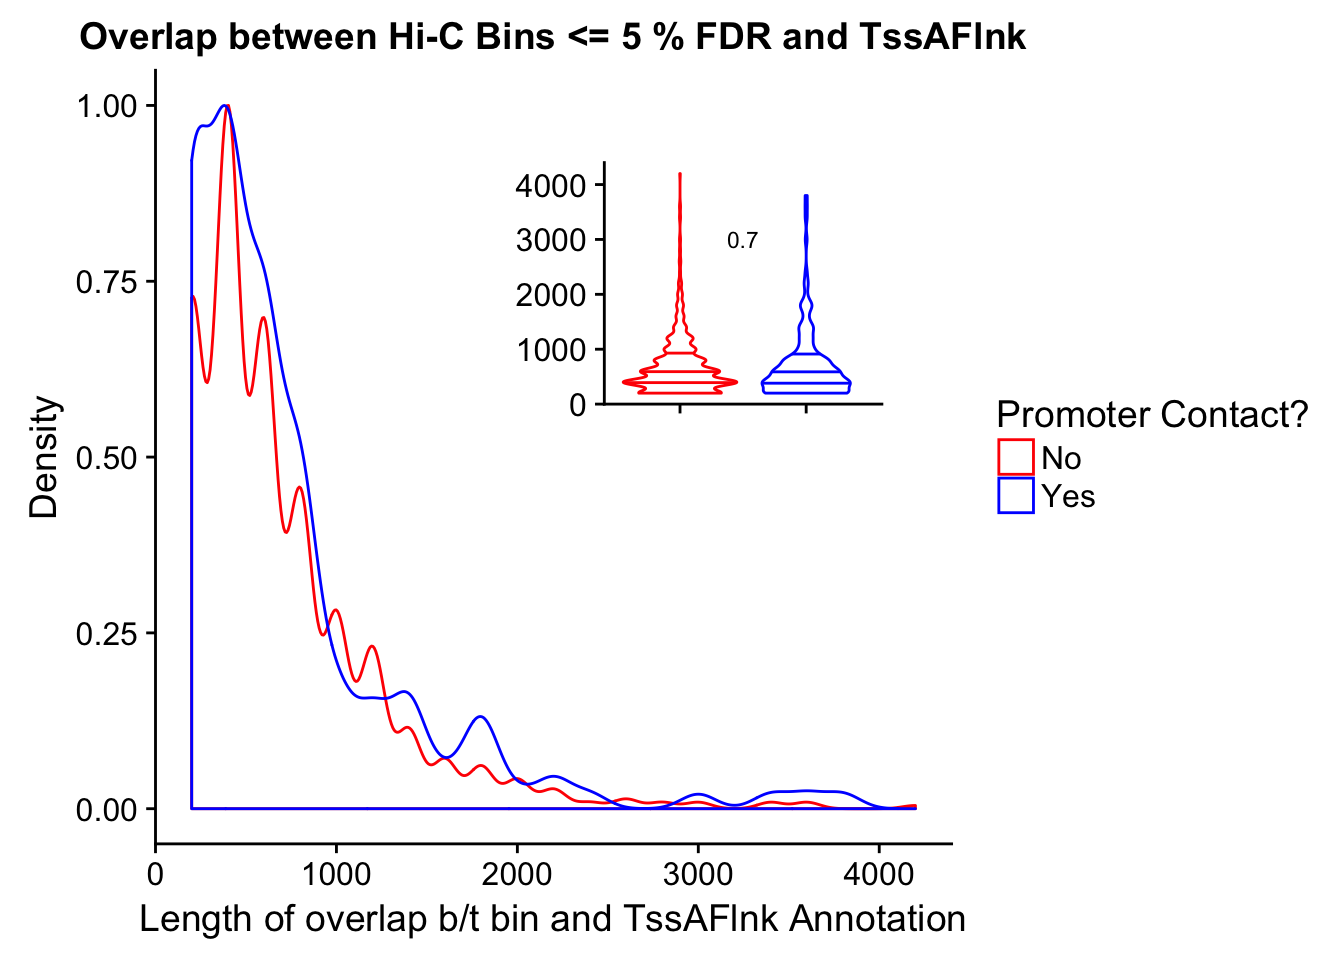 Overlap between Hi-C Bins <= 5 % FDR and TssAFlnk
1.00
0.75
0.50
0.25
0.00
Density
0
1000
2000
3000
4000
Length of overlap b/t bin and TssAFlnk Annotation
4000
3000
2000
1000
0
0.7
Promoter Contact?
No
Yes